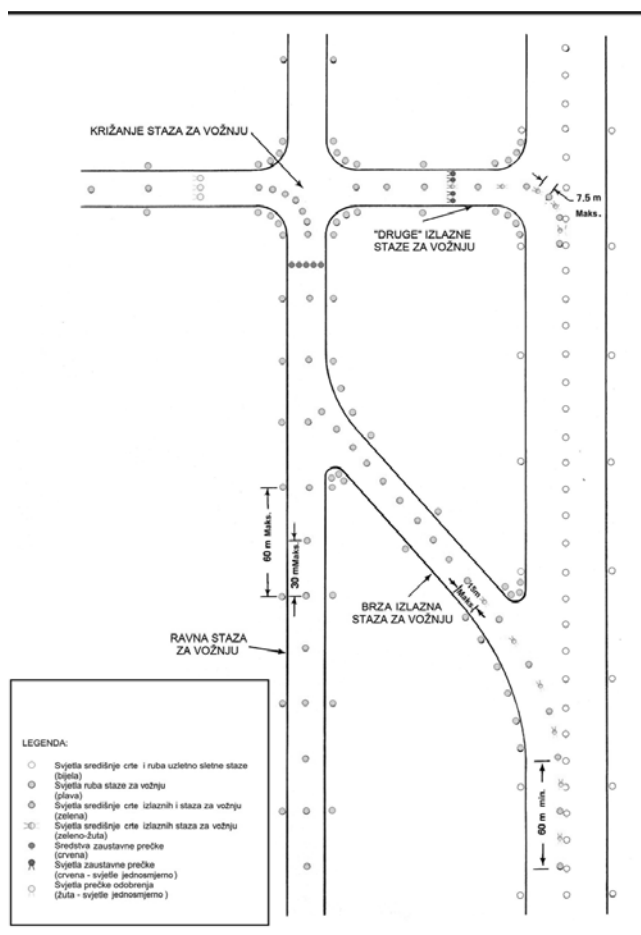 KRIŽANJE STAZA ZA VOŽNJU
7,5 m
Maks.
"DRUGE" IZLAZNE
STAZE ZA VOŽNJU
60 m Maks.
30 mMaks.
15m
Maks.
BRZA IZLAZNA
STAZA ZA VOŽNJU
RAVNA STAZA
ZA VOŽNJU
60 m min.
LEGENDA:
Svjetla središnje crte i ruba uzletno sletne staze
(bijela)
Svjetla ruba staze za vožnju
(plava)
Svjetla središnje crte izlaznih i staza za vožnju
(zelena)
Svjetla središnje crte izlaznih staza za vožnju
(zeleno-žuta)
Sredstva zaustavne prečke
(crvena)
Svjetla zaustavne prečke
(crvena - svjetle jednosmjerno)
Svjetla prečke odobrenja
(žuta - svjetle jednosmjerno )